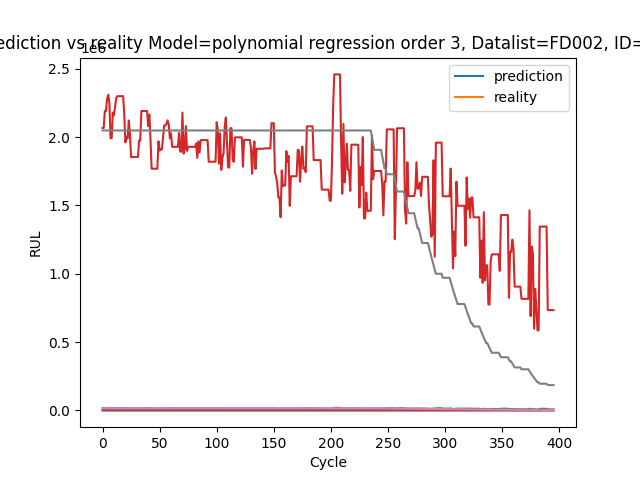 ediction vs reality Model=polynomial regression order 3, Datalist=FD002, ID=
1e6
prediction
reality
2.5
2.0
1.5
1.0
0.5
0.0
RUL
0 50 100 150 200 250 300 350 400
Cycle